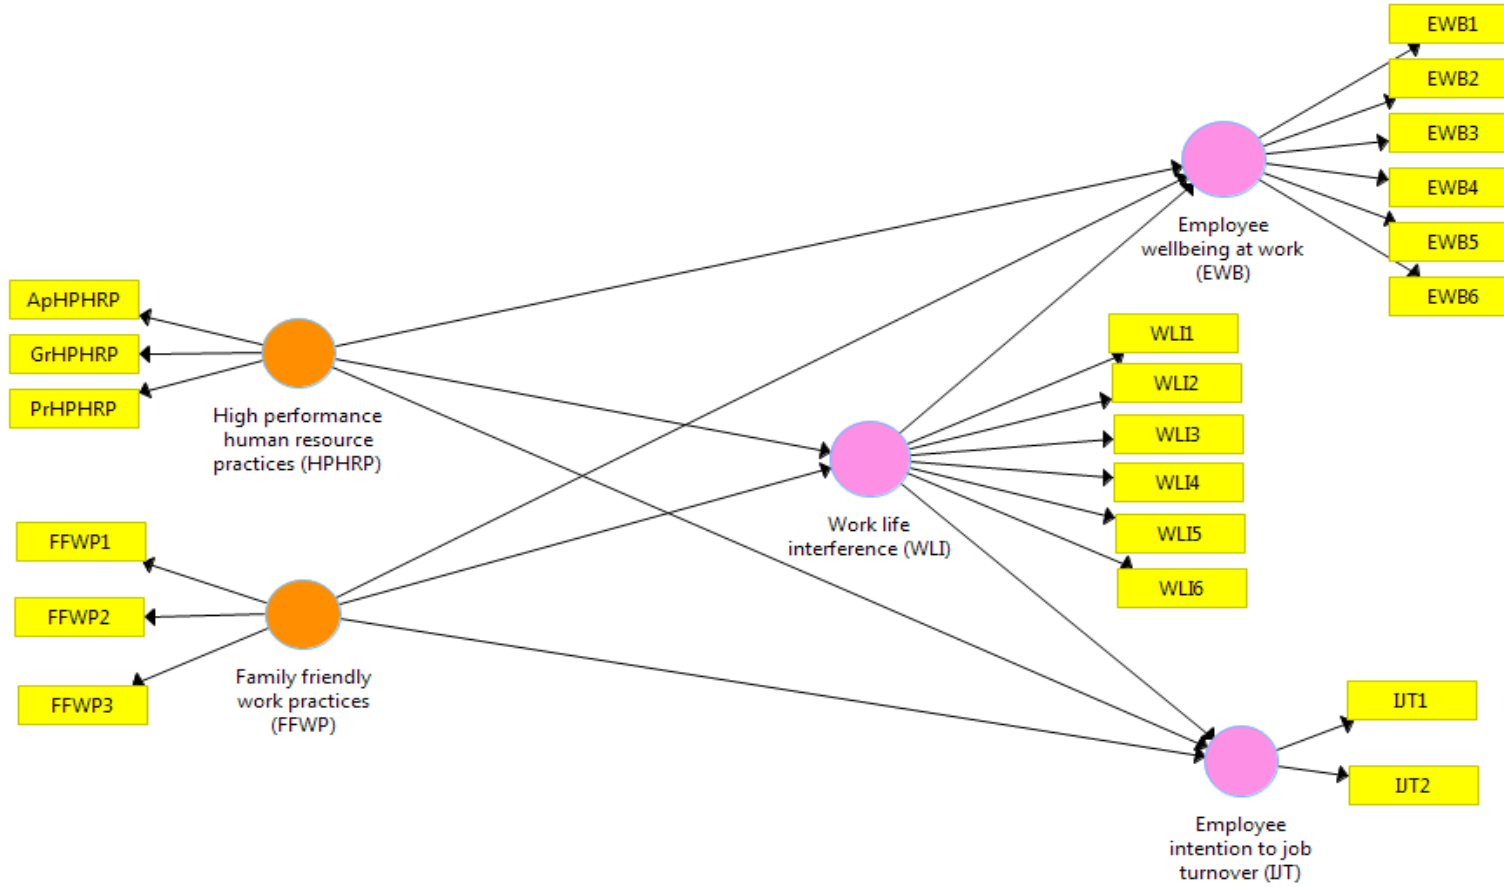 EWB1
EWB2
EWB3
EWB4
EWB5
EWB6
Employee
wellbeing at work
(EWB)
ApHPHRP
GrHPHRP
PrHPHRP
High performance
human resource
practices (HPHRP)
WLI1
WLI2
WLI3
WLI4
WLI5
WLI6
Work life
interference (WLI)
FFWP1
FFWP2
FFWP3
Family friendly
work practices
(FFWP)
IJT1
IJT2
Employee
intention to job
turnover (IJT)